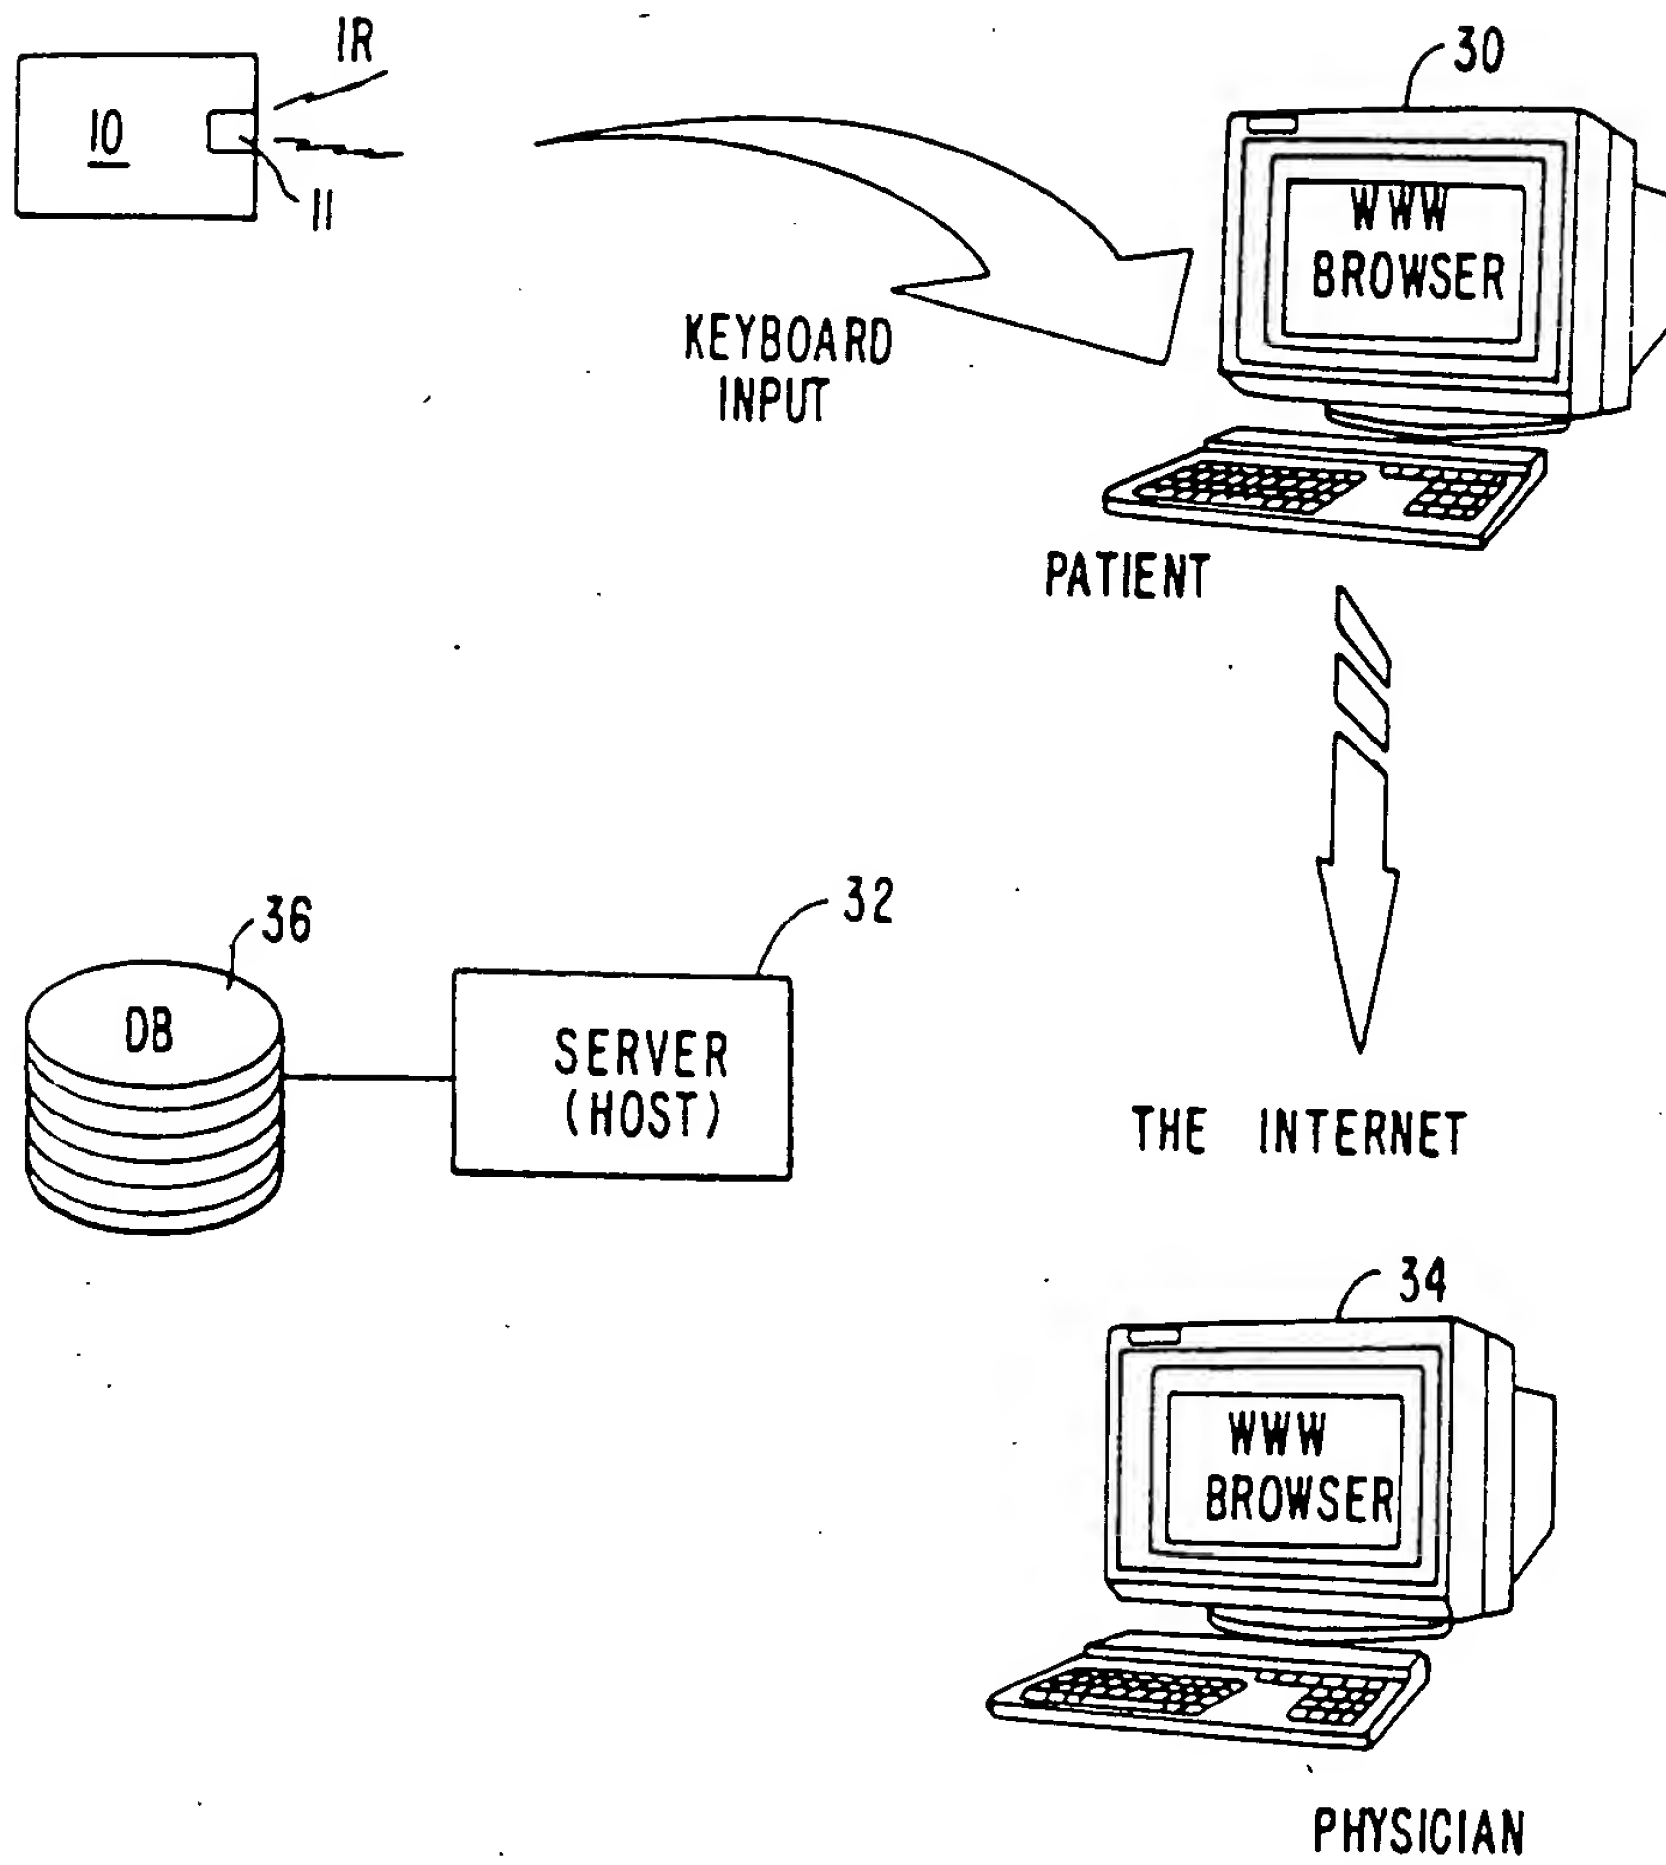 IR
10
11
30
WWW
BROWSER
KEYBOARD
INPUT
PATIENT
36
32
DB
SERVER
(HOST)
THE INTERNET
34
WWW
BROWSER
PHYSICIAN